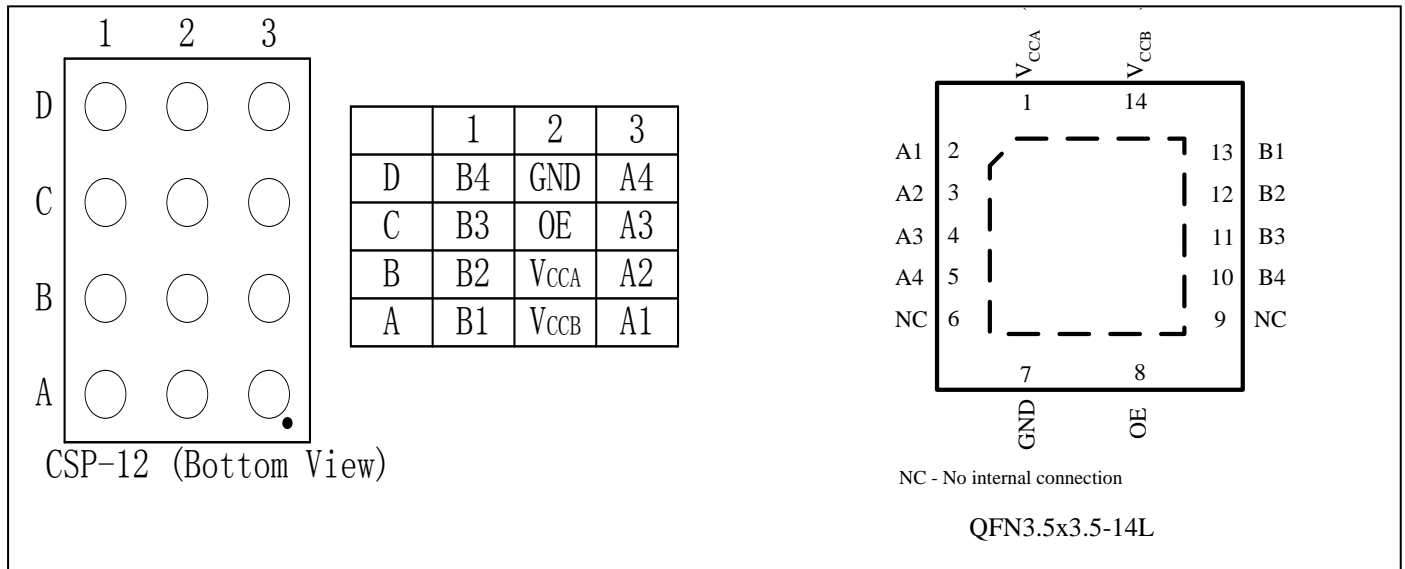 1 2 3
D
C
B
A
CSP-12 (Bottom View)
1 2 3
D B4 GND A4
C B3 OE A3
B B2 VCCA A2
A B1 VCCB A1
VCCA VCCB
1 14
A1 2 13 B1
A2 3 12 B2
A3 4 11 B3
A4 5 10 B4
NC 6 9 NC
7 8
GND OE
NC - No internal connection
QFN3.5x3.5-14L